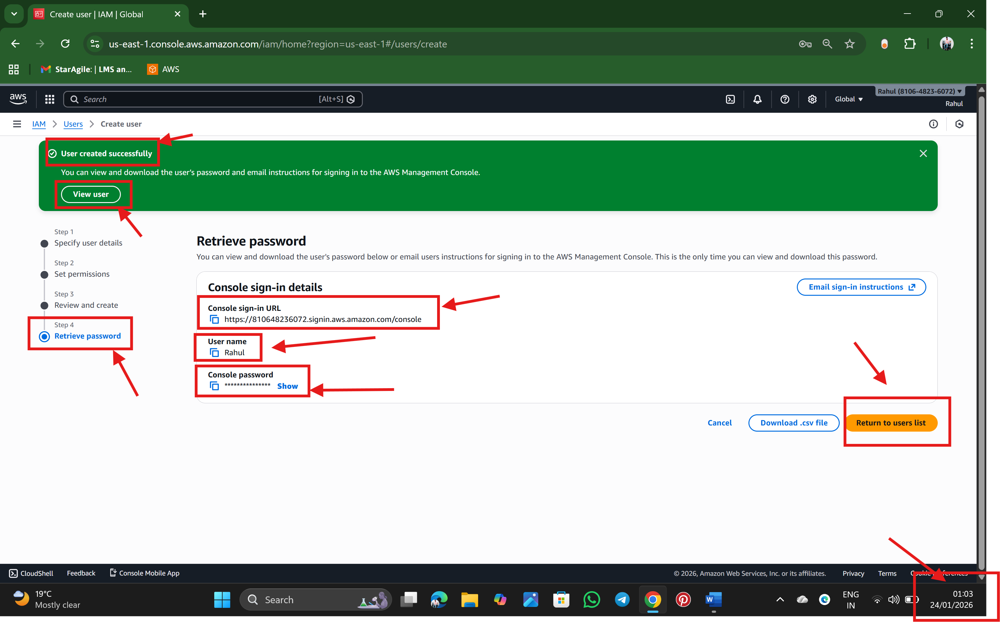 Create user | IAM | Global
us-east-1.console.aws.amazon.com/iam/home?region=us-east-1#/users/create
StarAgile: | LMS an...
AWS
aws
Search
[Alt+S]
Global
Rahul (8106-4823-6072)
Rahul
IAM
Users
Create user
User created successfully
You can view and download the user's password and email instructions for signing in to the AWS Management Console.
View user
Step 1
Specify user details
Step 2
Set permissions
Step 3
Review and create
Step 4
Retrieve password
Retrieve password
You can view and download the user's password below or email users instructions for signing in to the AWS Management Console. This is the only time you can view and download this password.
Console sign-in details
Email sign-in instructions
Console sign-in URL
https://810648236072.signin.aws.amazon.com/console
User name
Rahul
Console password
*************** Show
Cancel
Download .csv file
Return to users list
CloudShell
Feedback
Console Mobile App
© 2026, Amazon Web Services, Inc. or its affiliates.
Privacy
Terms
19°C
Mostly clear
Search
ENG
IN
01:03
24/01/2026